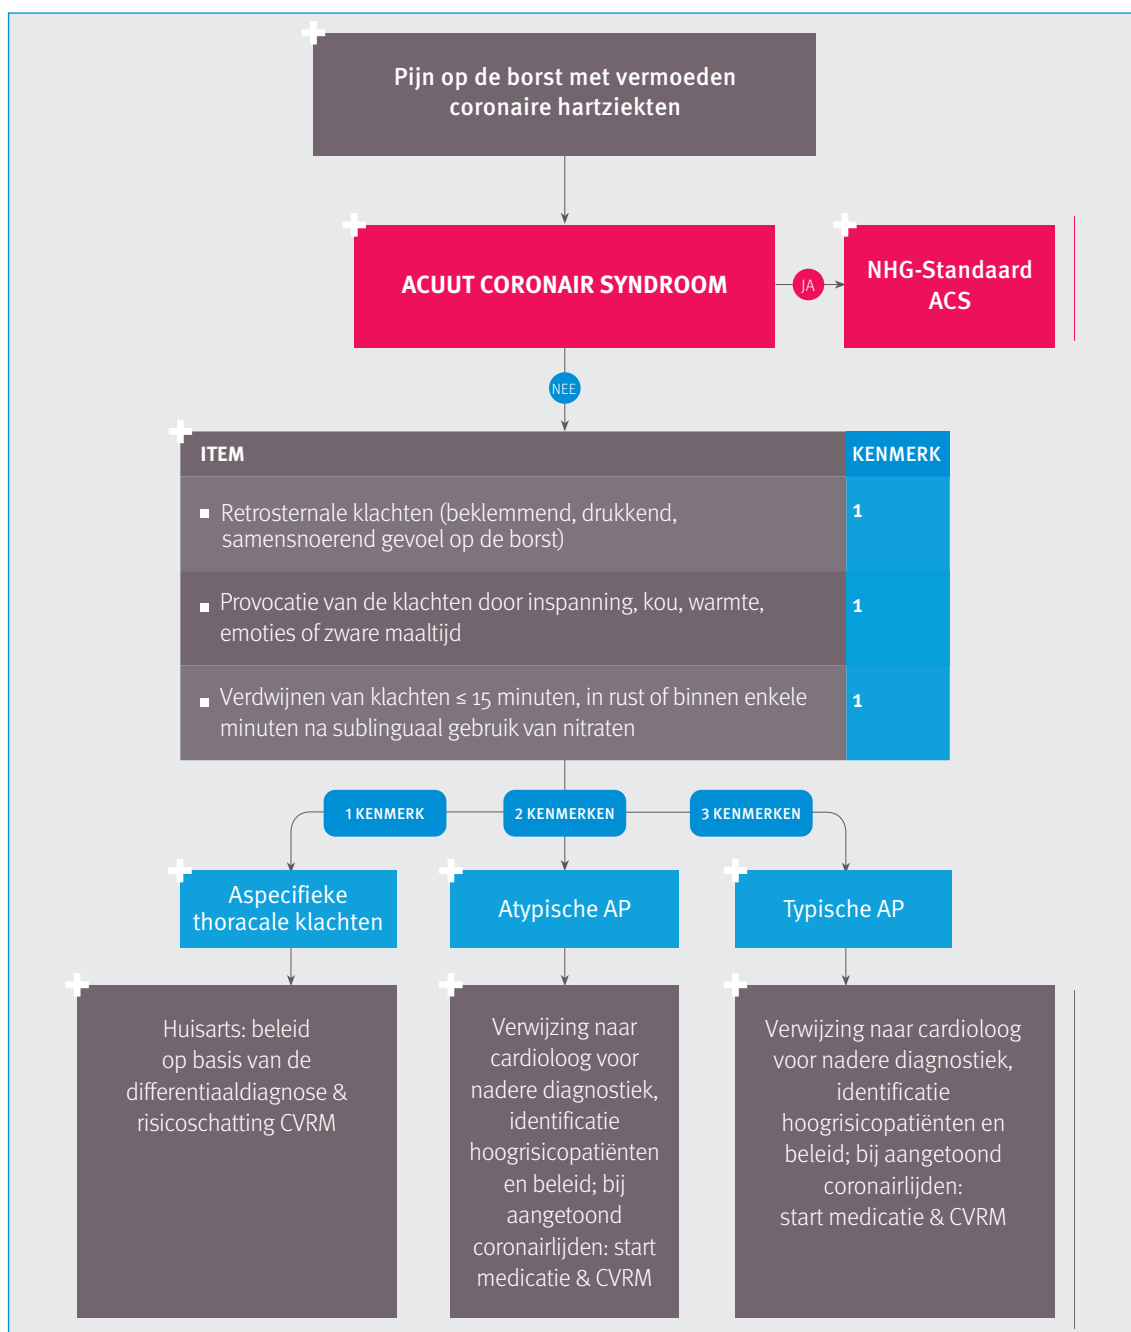 Pijn op de borst met vermoeden
coronaire hartziekten
ACUUT CORONAIR SYNDROOM
JA
NHG-Standaard
ACS
NEE
ITEM
KENMERK
Retrosternale klachten (beklemmend, drukkend,
samensnoerend gevoel op de borst)
1
Provocatie van de klachten door inspanning, kou, warmte,
emoties of zware maaltijd
1
Verdwijnen van klachten ≤ 15 minuten, in rust of binnen enkele
minuten na sublinguaal gebruik van nitraten
1
1 KENMERK
2 KENMERKEN
3 KENMERKEN
Aspecifieke
thoracale klachten
Atypische AP
Typische AP
Huisarts: beleid
op basis van de
differentiaaldiagnose &
risicoschatting CVRM
Verwijzing naar
cardioloog voor
nadere diagnostiek,
identificatie
hoogrisicopatiënten
en beleid; bij
aangetoond
coronairlijden: start
medicatie & CVRM
Verwijzing naar cardioloog
voor nadere diagnostiek,
identificatie
hoogrisicopatiënten en
beleid; bij aangetoond
coronairlijden:
start medicatie & CVRM